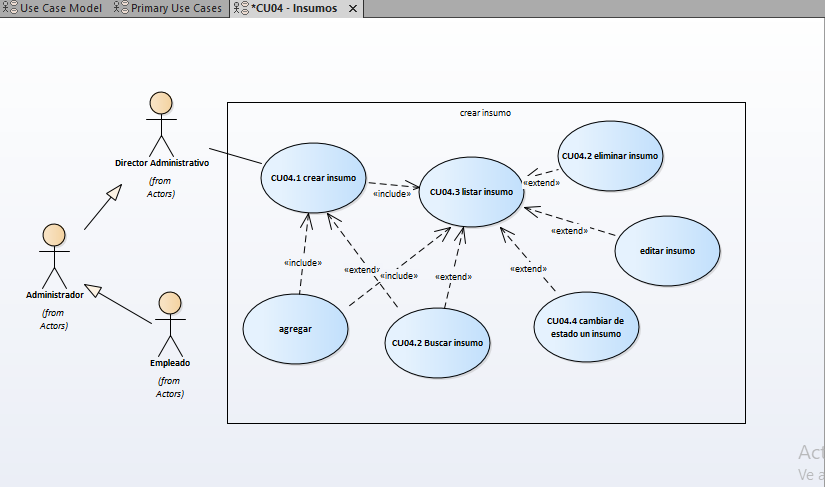 Use Case Model
Primary Use Cases
*CU04 - Insumos
crear insumo
Director Administrativo
(from
Actors)
CU04.1 crear insumo
CU04.3 listar insumo
CU04.2 eliminar insumo
«include»
«extend»
«extend»
editar insumo
Administrador
(from
Actors)
«include»
«extend»
«include»
«extend»
«extend»
agregar
CU04.2 Buscar insumo
CU04.4 cambiar de
estado un insumo
Empleado
(from
Actors)
Act
Ve a